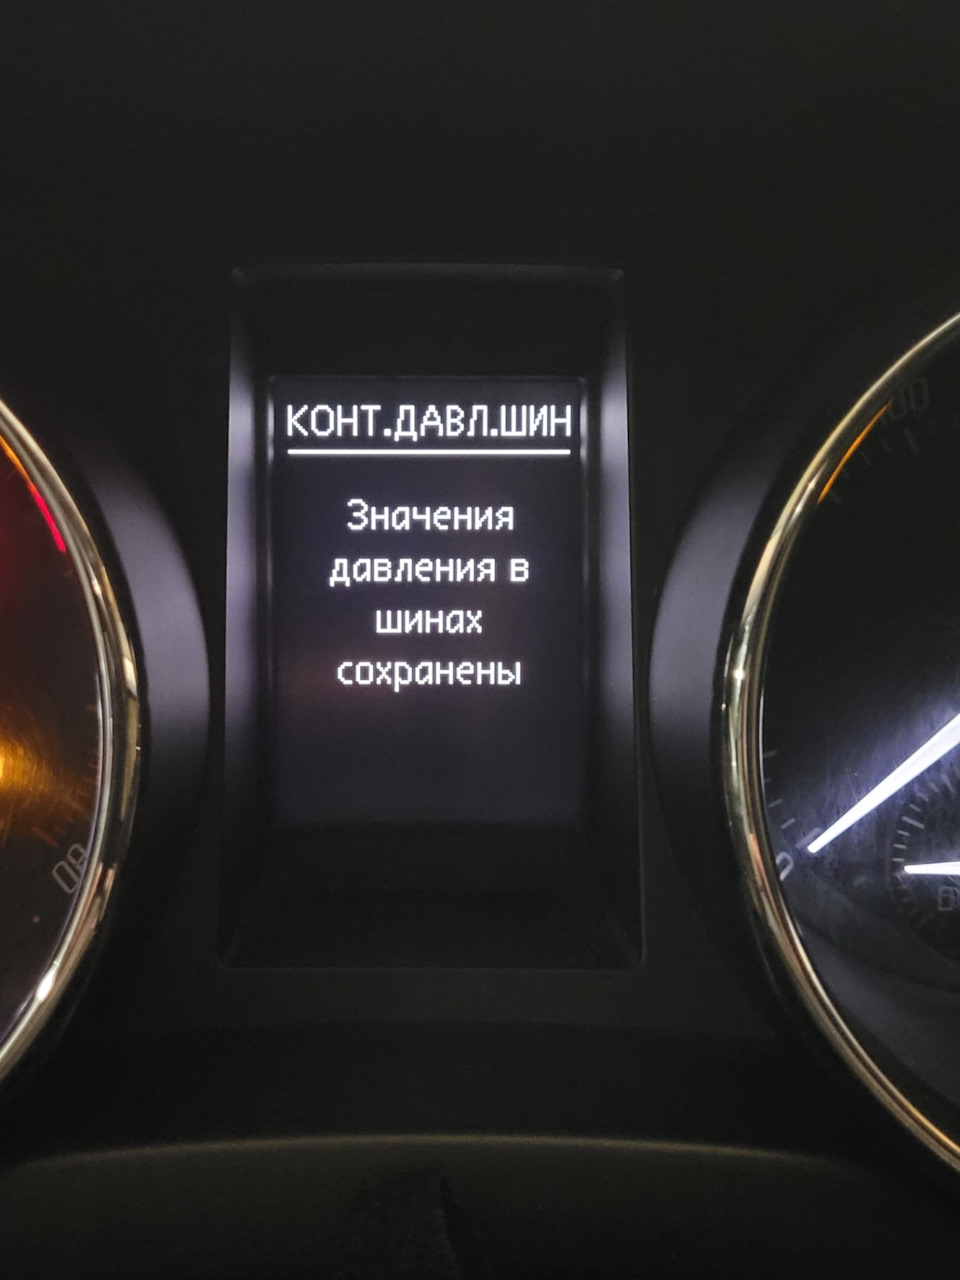 КОНТ.ДАВЛ.ШИН
Значения
давления в
шинах
сохранены